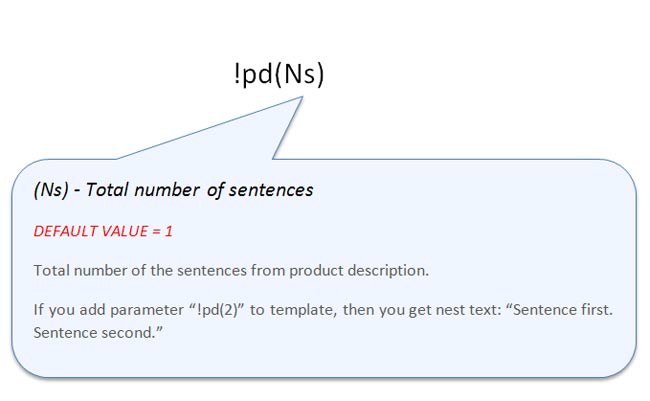 !pd(Ns)
(Ns) - Total number of sentences
DEFAULT VALUE = 1
Total number of the sentences from product description.
If you add parameter “!pd(2)” to template, then you get nest text: “Sentence first.
Sentence second.”